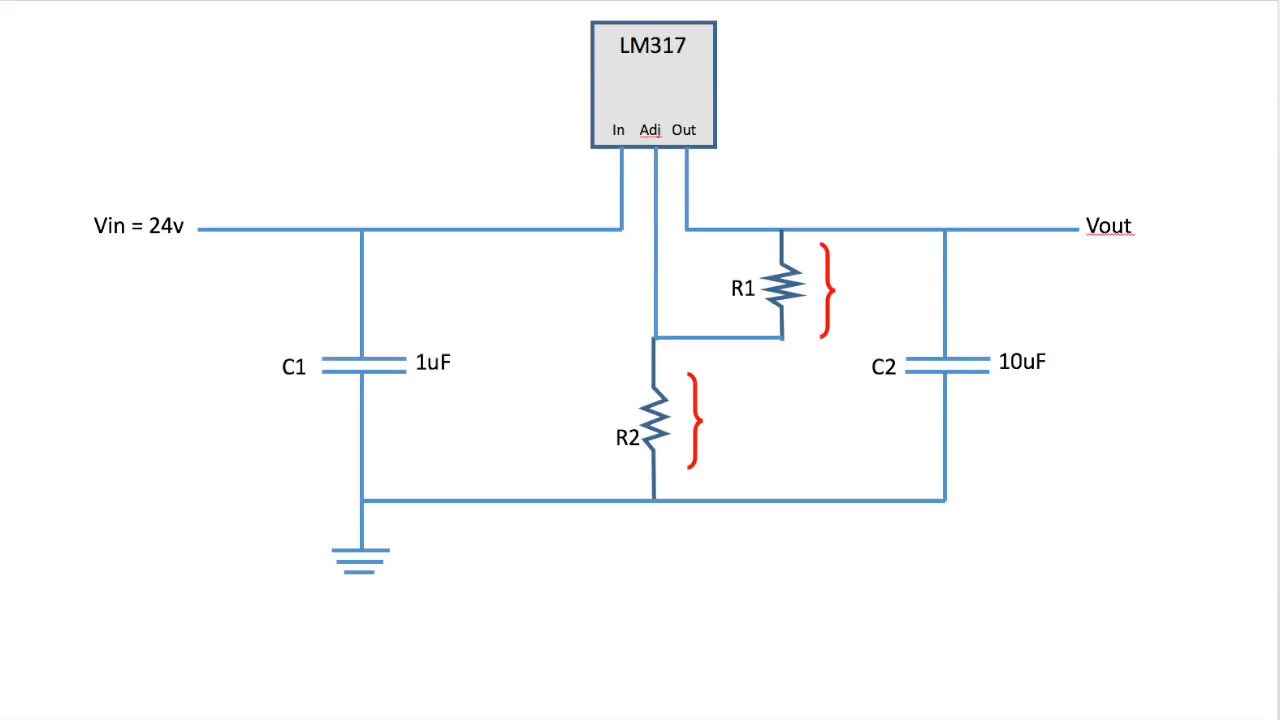 LM317
In Adj Out
Vin = 24v
Vout
R1
C1
1uF
C2
10uF
R2